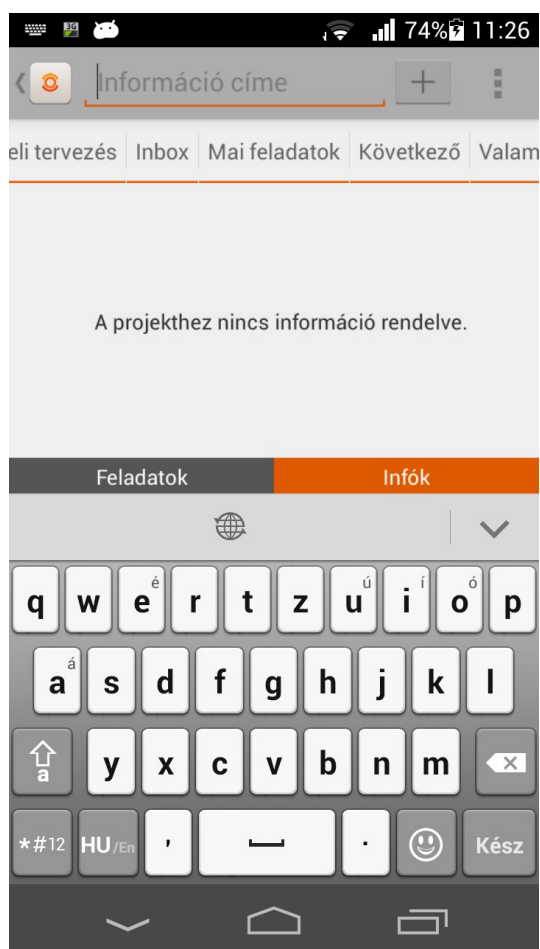 3G 74% 11:26
Információ címe
eli tervezés Inbox Mai feladatok Következő Valam
A projekthez nincs információ rendelve.
Feladatok Infók
q w e é r t z u ú i í o ó p
a á s d f g h j k l
a y x c v b n m
*#12 HU/En , . Kész